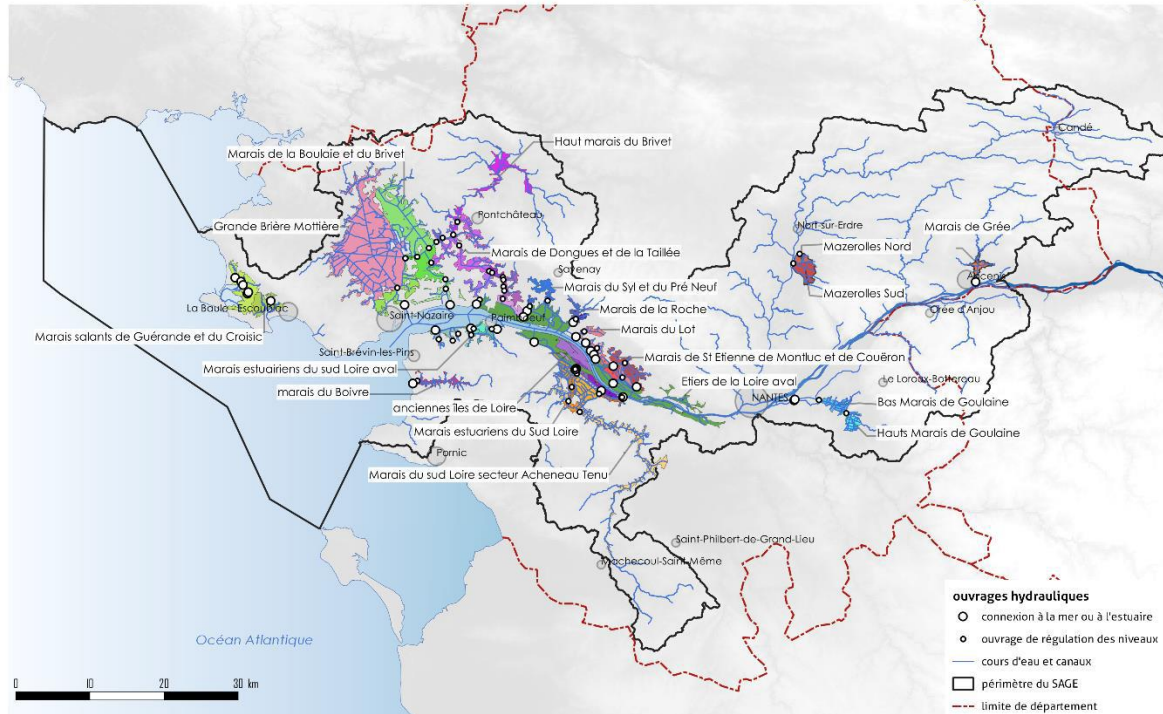 Candé
Haut marais du Brivet
Marais de la Boulaie et du Brivet
Pontchâteau
Grande Brière Mottière
Nort-sur-Erdre
Marais de Grée
Mazerolles Nord
Marais de Donges et de la Taillée
Savenay
Marais du Syl et du Pré Neuf
Ancenis
Mazerolles Sud
La Baule - Escoublac
Marais de la Roche
Orée d'Anjou
Saint-Nazaire
Paimboeuf
Marais du Lot
Marais salants de Guérande et du Croisic
Saint-Brévin-les-Pins
Marais de St Etienne de Montluc et de Couëron
Marais estuairiens du sud Loire aval
Le Loroux-Bottereau
Etiers de la Loire aval
marais du Boivre
NANTES
Bas Marais de Goulaine
anciennes îles de Loire
Marais estuariens du Sud Loire
Hauts Marais de Goulaine
Pornic
Marais du sud Loire secteur Acheneau Tenu
Saint-Philbert-de-Grand-Lieu
Machecoul-Saint-Même
Océan Atlantique
0 10 20 30 km
ouvrages hydrauliques
connexion à la mer ou à l'estuaire
ouvrage de régulation des niveaux
cours d'eau et canaux
périmètre du SAGE
limite de département